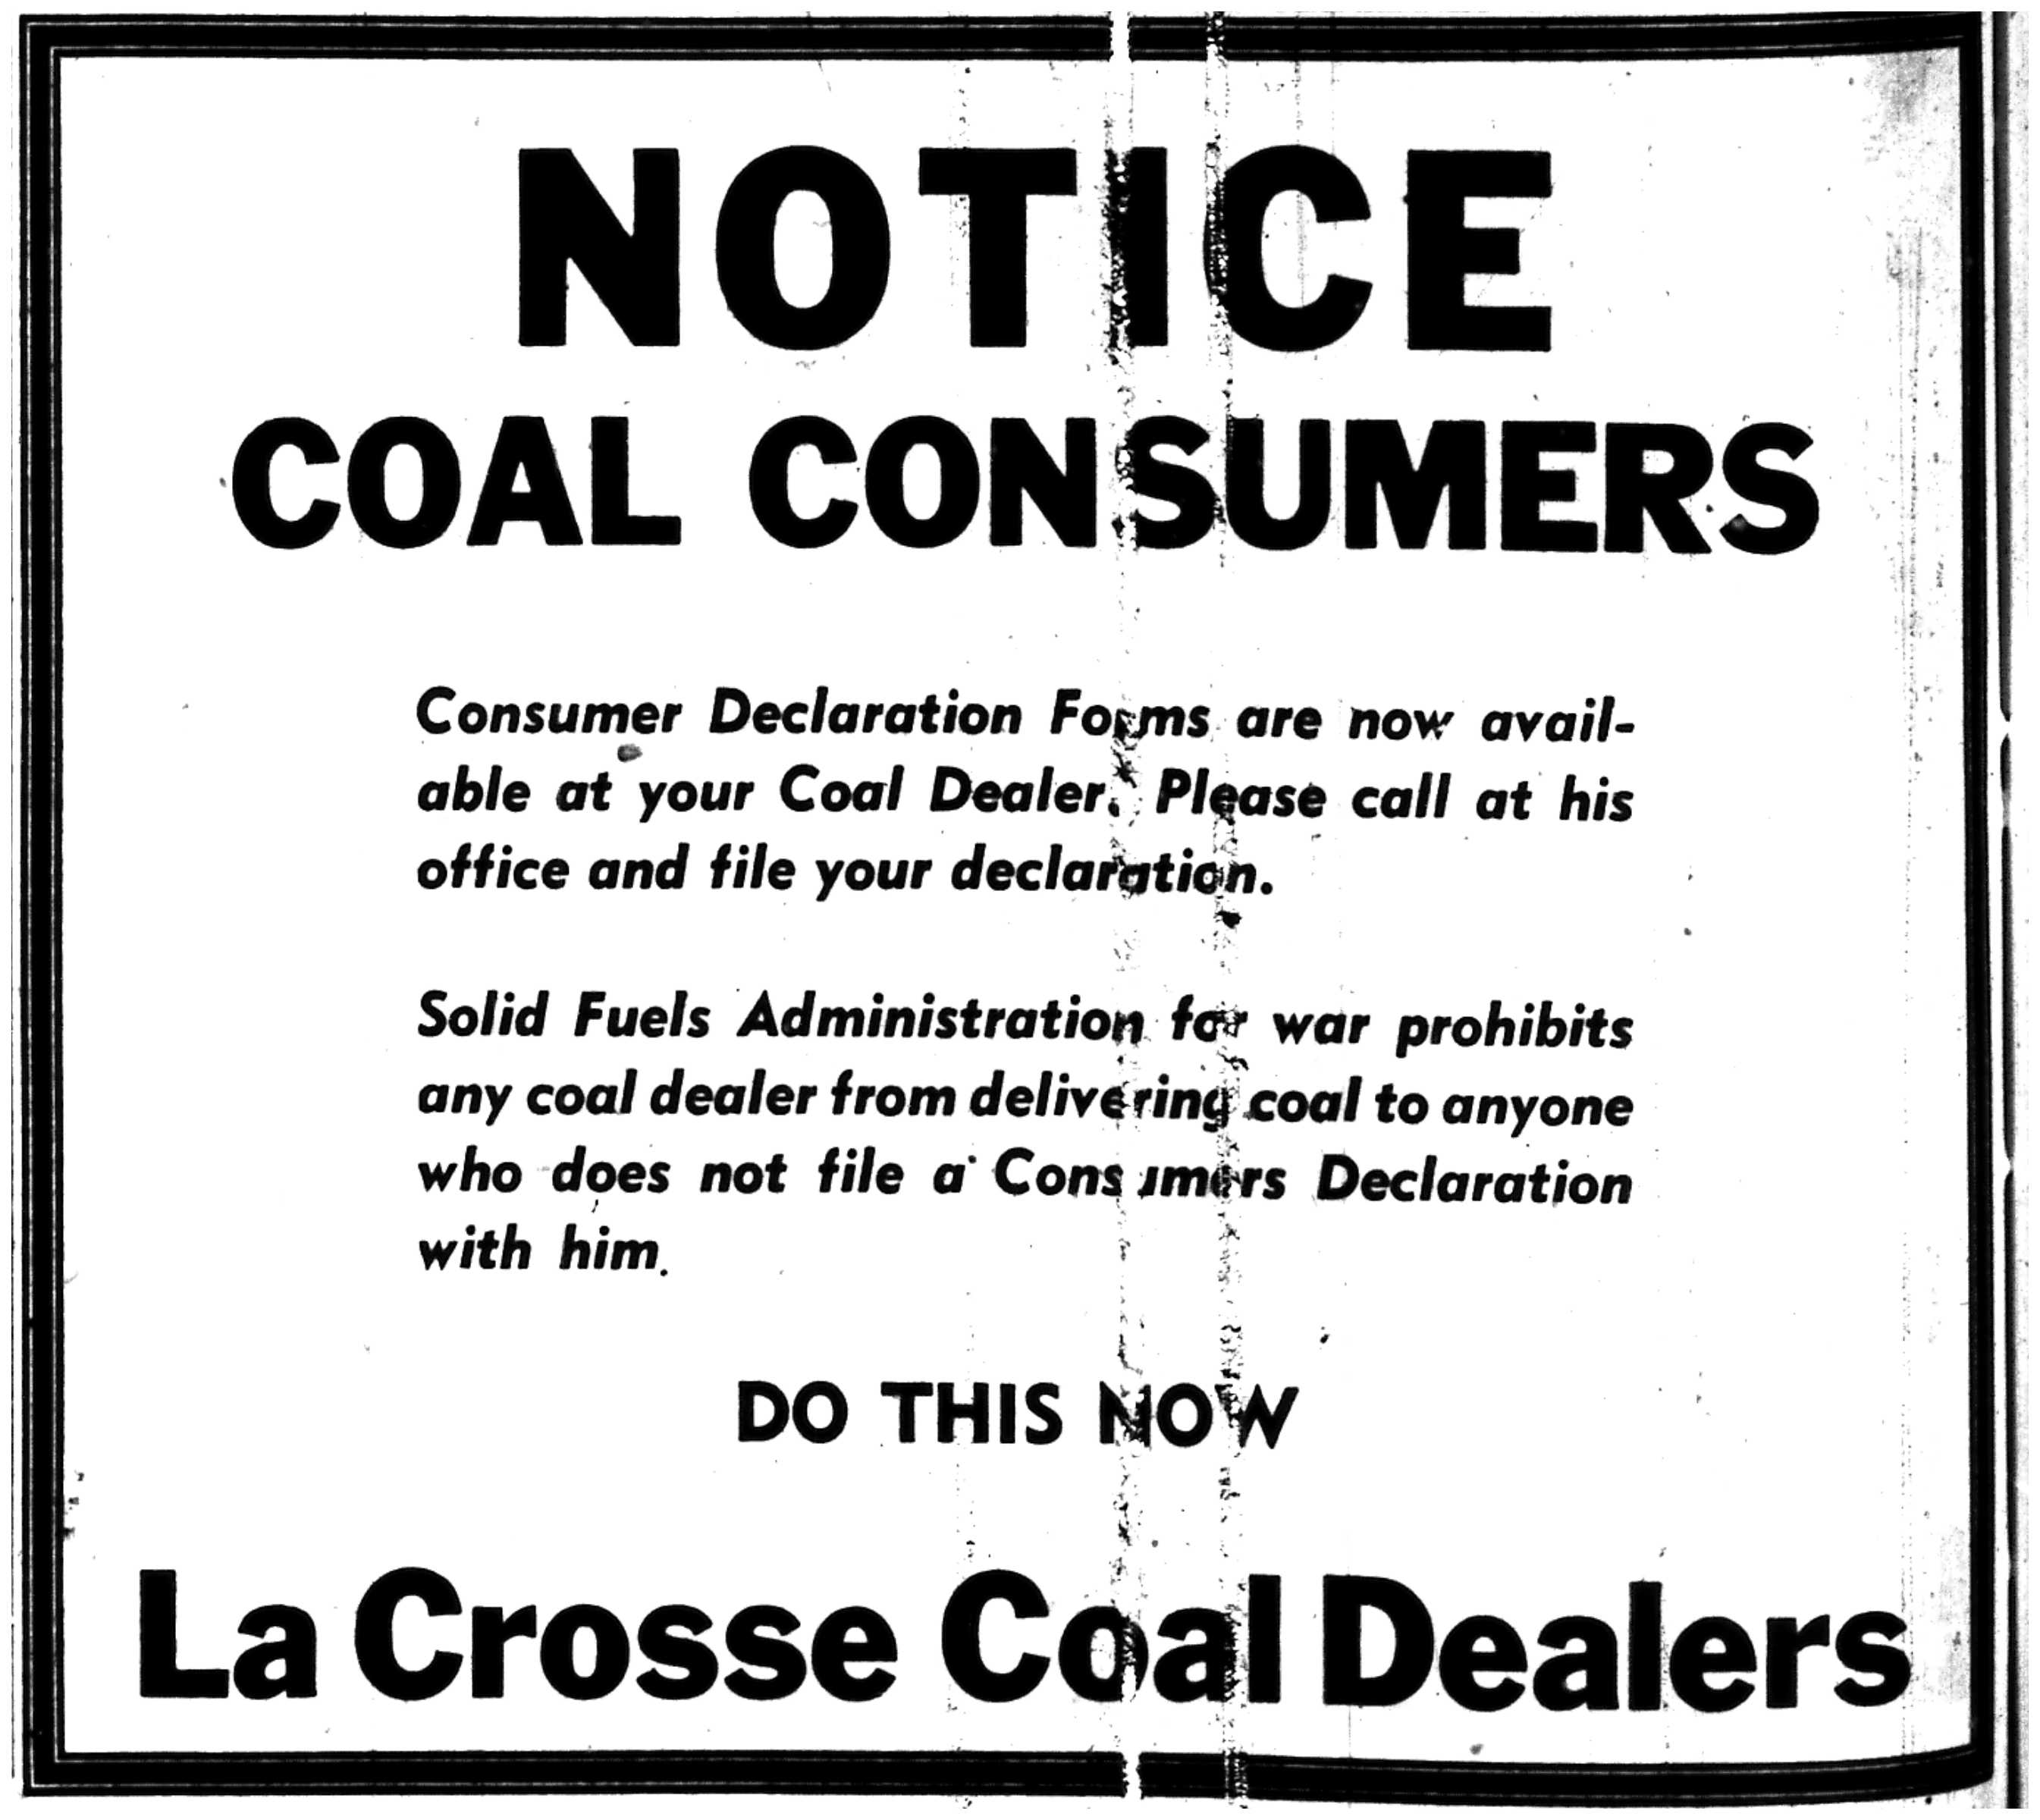 NOTICE
COAL CONSUMERS
Consumer Declaration Forms are now avail-
able at your Coal Dealer. Please call at his
office and file your declaration.
Solid Fuels Administration for war prohibits
any coal dealer from delivering coal to anyone
who does not file a Consumers Declaration
with him.
DO THIS NOW
La Crosse Coal Dealers